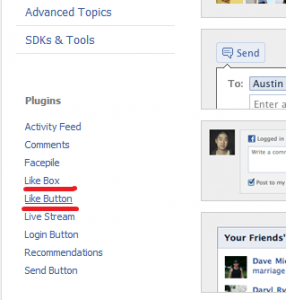 Advanced Topics
SDKs & Tools
Plugins
Activity Feed
Comments
Facepile
Like Box
Like Button
Live Stream
Login Button
Recommendations
Send Button
Send
To: Austin
Enter a
Logged in
Write a comm
Post to my
Your Friends'
Dave Mi
marriage
Daryl Ry